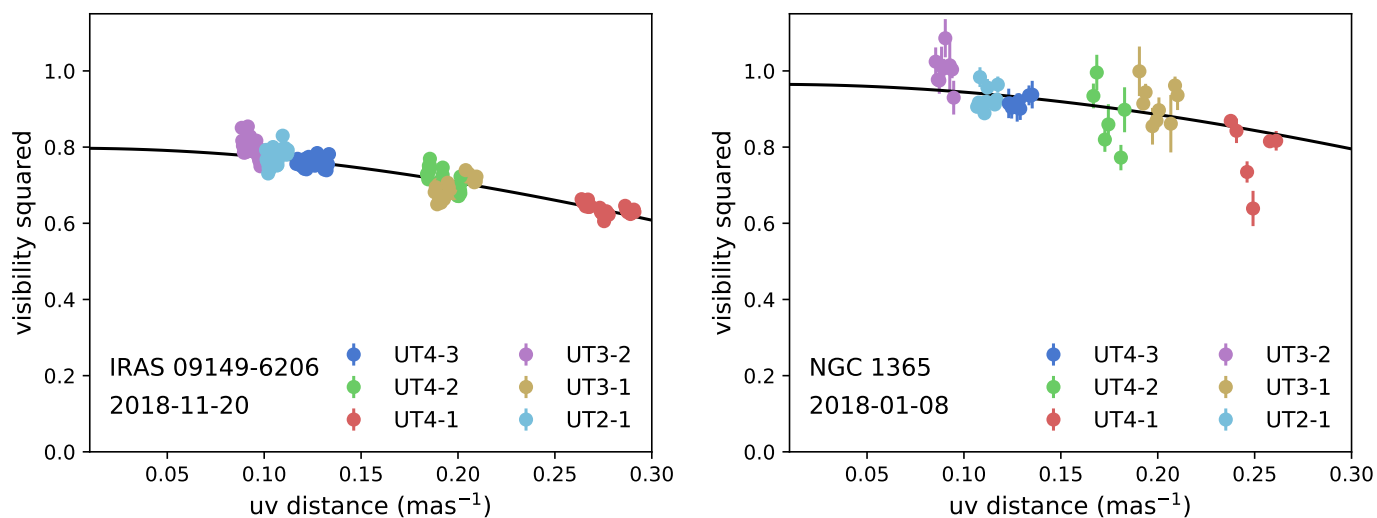 1.0
0.8
0.6
0.4
0.2
0.0
visibility squared
IRAS 09149-6206
2018-11-20
UT4-3
UT4-2
UT4-1
UT3-2
UT3-1
UT2-1
0.05 0.10 0.15 0.20 0.25 0.30
uv distance (mas⁻¹)
1.0
0.8
0.6
0.4
0.2
0.0
visibility squared
NGC 1365
2018-01-08
UT4-3
UT4-2
UT4-1
UT3-2
UT3-1
UT2-1
0.05 0.10 0.15 0.20 0.25 0.30
uv distance (mas⁻¹)